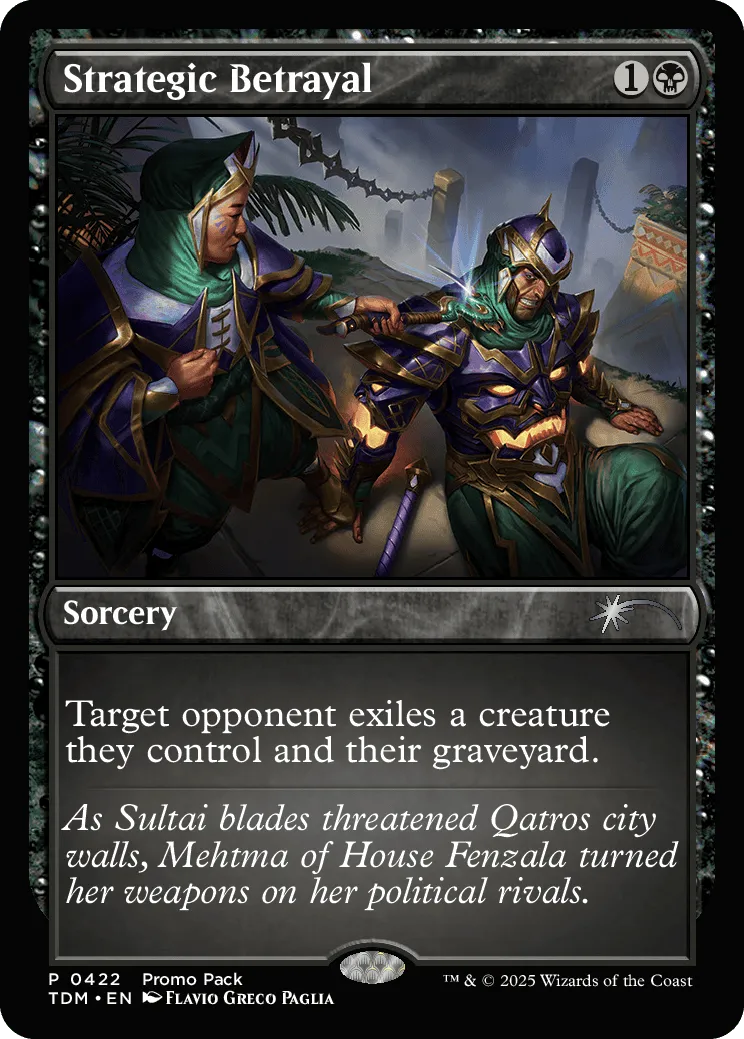 Strategic Betrayal 1
Sorcery
Target opponent exiles a creature
they control and their graveyard.
As Sultai blades threatened Qatros city
walls, Mehtma of House Fenzala turned
her weapons on her political rivals.
P 0422 Promo Pack
TDM • EN Flavio Greco Paglia
™ & © 2025 Wizards of the Coast